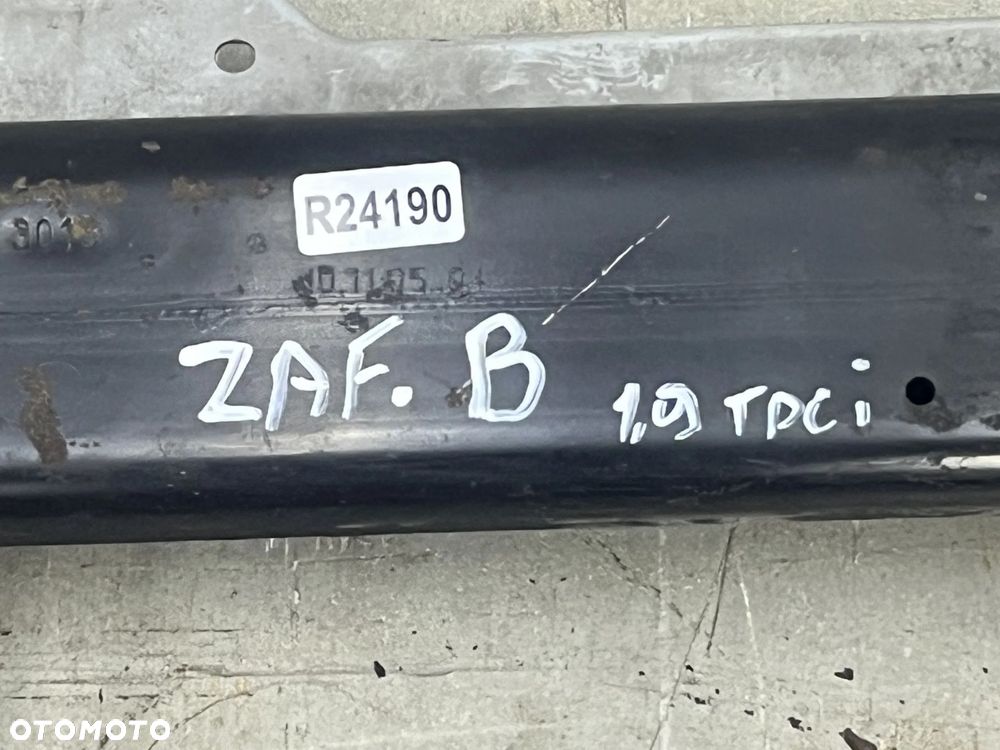 R24190
ZAF. B
1,9 TDCi
OTOMOTO